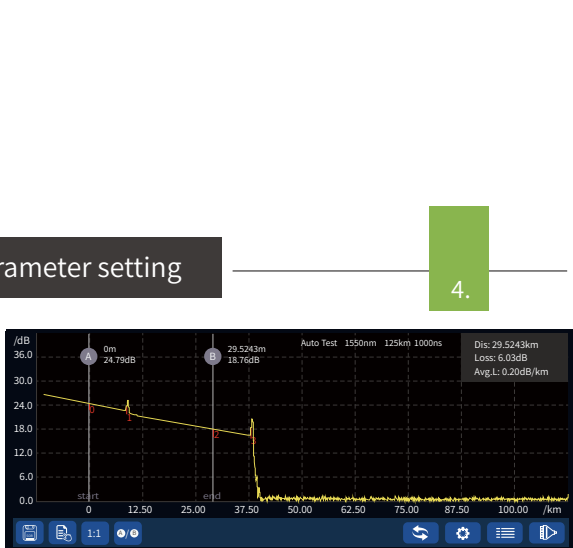 rameter setting
4.
/dB
36.0
30.0
24.0
18.0
12.0
6.0
0.0
A
0m
24.79dB
B
29.5243m
18.76dB
Auto Test 1550nm 125km 1000ns
Dis: 29.5243km
Loss: 6.03dB
Avg.L: 0.20dB/km
0
1
2
3
start
end
0 12.50 25.00 37.50 50.00 62.50 75.00 87.50 100.00 /km
1:1
A/B